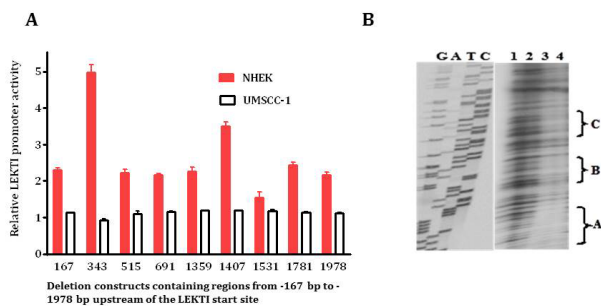 A
B
Relative LEKTI promoter activity
5
4
3
2
1
0
NHEK
UMSCC-1
167 343 515 691 1359 1407 1531 1781 1978
Deletion constructs containing regions from -167 bp to -
1978 bp upstream of the LEKTI start site
G A T C 1 2 3 4
C
B
A